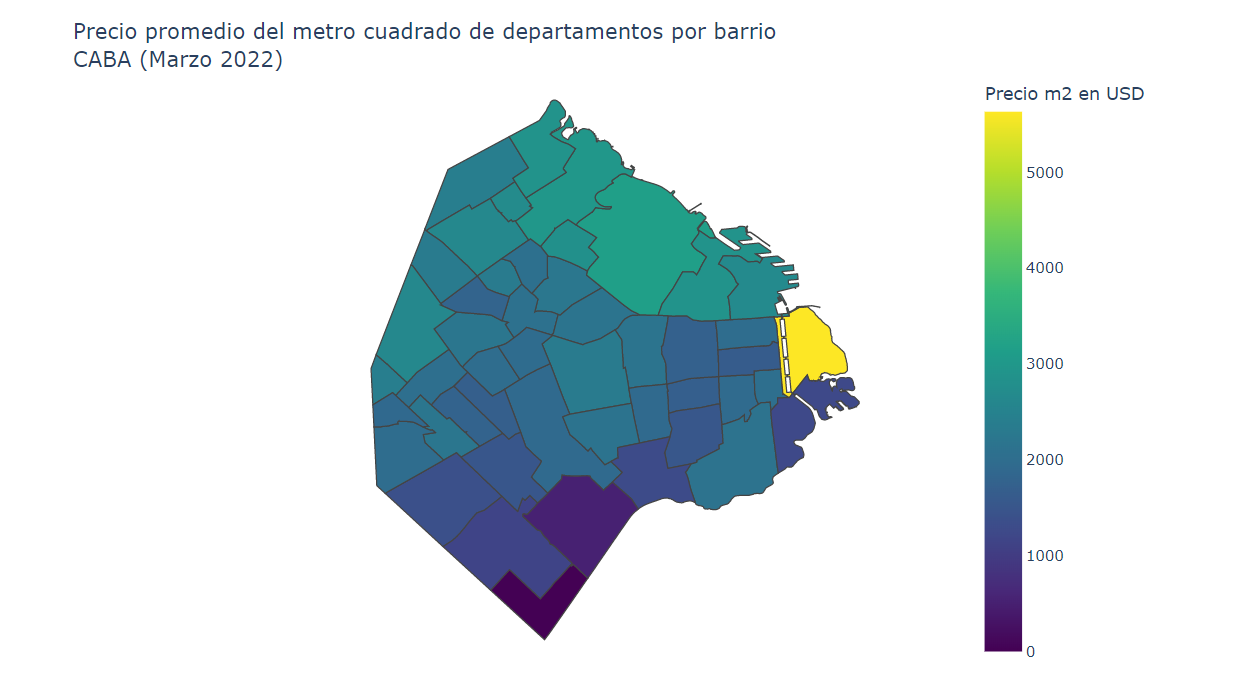 Precio promedio del metro cuadrado de departamentos por barrio
CABA (Marzo 2022)
Precio m2 en USD
5000
4000
3000
2000
1000
0